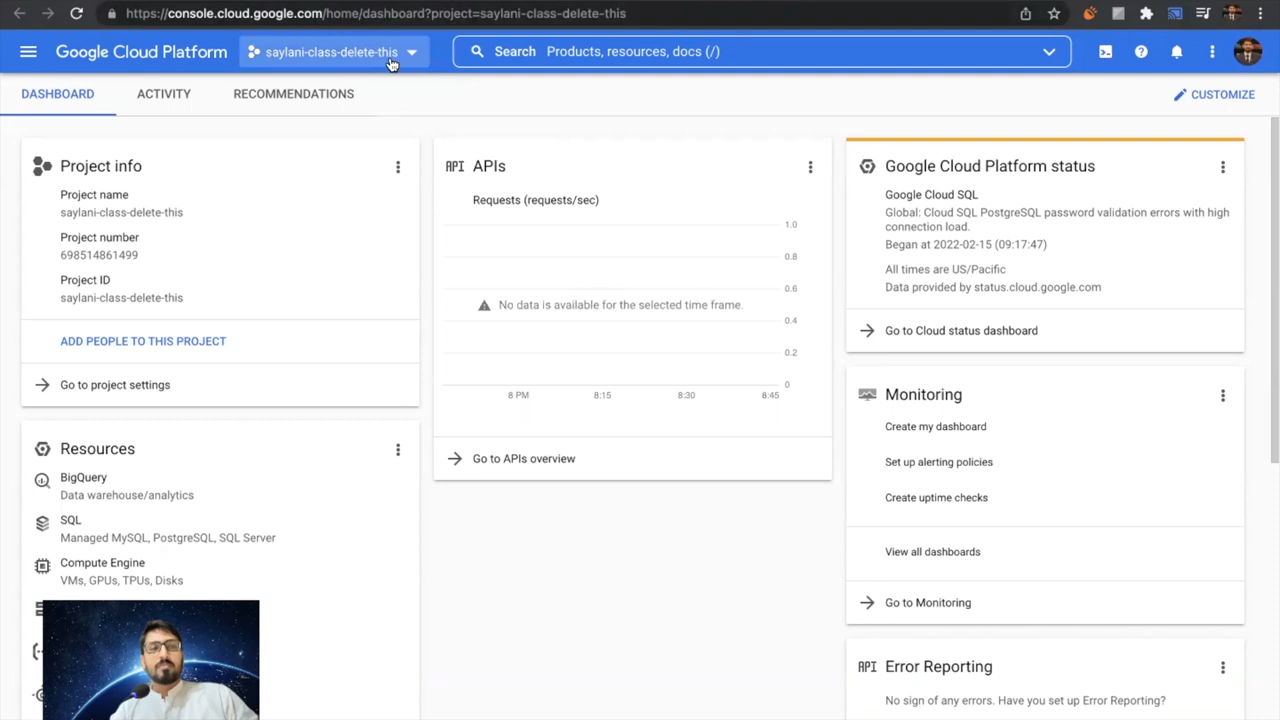 https://console.cloud.google.com/home/dashboard?project=saylani-class-delete-this
Google Cloud Platform
saylani-class-delete-this
Search Products, resources, docs (/)
DASHBOARD
ACTIVITY
RECOMMENDATIONS
CUSTOMIZE
Project info
Project name
saylani-class-delete-this
Project number
698514861499
Project ID
saylani-class-delete-this
ADD PEOPLE TO THIS PROJECT
Go to project settings
Resources
BigQuery
Data warehouse/analytics
SQL
Managed MySQL, PostgreSQL, SQL Server
Compute Engine
VMs, GPUs, TPUs, Disks
API APIs
Requests (requests/sec)
1.0
0.8
0.6
No data is available for the selected time frame.
0.4
0.2
0
8 PM
8:15
8:30
8:45
Go to APIs overview
Google Cloud Platform status
Google Cloud SQL
Global: Cloud SQL PostgreSQL password validation errors with high
connection load.
Began at 2022-02-15 (09:17:47)
All times are US/Pacific
Data provided by status.cloud.google.com
Go to Cloud status dashboard
Monitoring
Create my dashboard
Set up alerting policies
Create uptime checks
View all dashboards
Go to Monitoring
API Error Reporting
No sign of any errors. Have you set up Error Reporting?